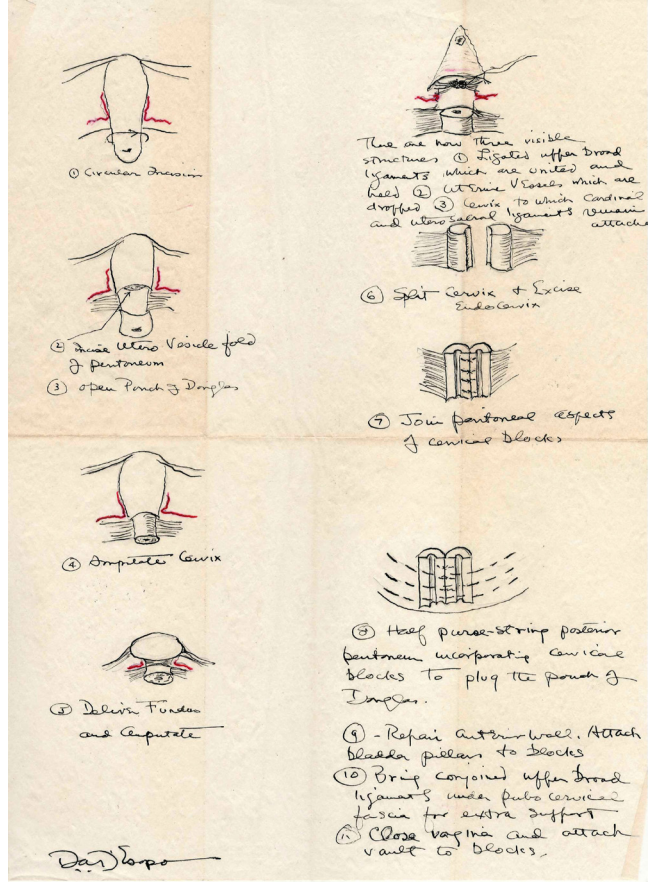 ① Circular Incision
② Incise Utero Vesicle fold
of peritoneum
③ open Pouch of Douglas
④ Amputate Cervix
⑤ Deliver Fundus
and Amputate
There are now three visible
structures ① Ligated upper Broad
ligaments which are united and
held ② Uterine Vessels which are
dropped ③ Cervix to which Cardinal
and utero sacral ligaments remain
attached
⑥ Split Cervix & Excise
Endocervix
⑦ Join peritoneal aspects
of cervical blocks
⑧ Half purse-string posterior
peritoneum incorporating cervical
blocks to plug the pouch of
Douglas.
⑨ - Repair anterior wall. Attach
bladder pillars to blocks
⑩ Bring conjoined upper Broad
ligaments under pubo cervical
fascia for extra support
⑪ Close vagina and attach
vault to blocks.